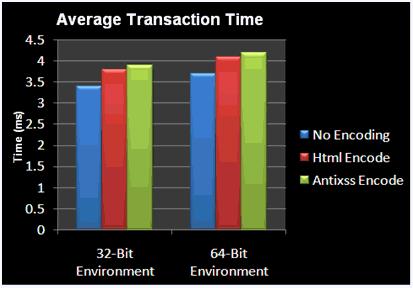 Average Transaction Time
4.5
4
3.5
3
2.5
2
1.5
1
0.5
0
Time (ms)
32-Bit
Environment
64-Bit
Environment
No Encoding
Html Encode
Antixss Encode